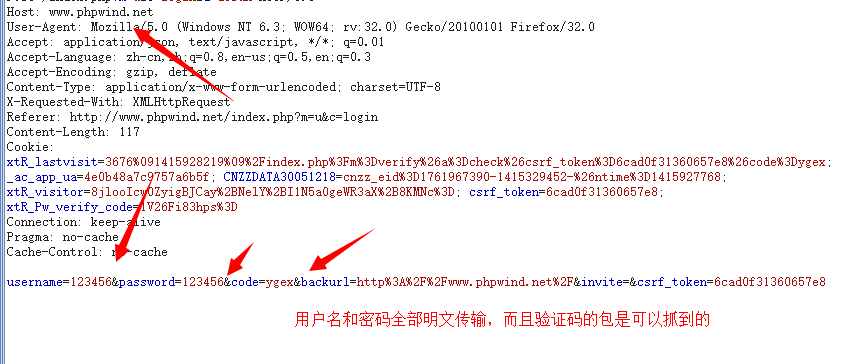 Host: www.phpwind.net
User-Agent: Mozilla/5.0 (Windows NT 6.3; WOW64; rv:32.0) Gecko/20100101 Firefox/32.0
Accept: application/json, text/javascript, */*; q=0.01
Accept-Language: zh-cn,zh;q=0.8,en-us;q=0.5,en;q=0.3
Accept-Encoding: gzip, deflate
Content-Type: application/x-www-form-urlencoded; charset=UTF-8
X-Requested-With: XMLHttpRequest
Referer: http://www.phpwind.net/index.php?m=u&c=login
Content-Length: 117
Cookie:
xtR_lastvisit=3676%091415928219%09%2Findex.php%3Fm%3Dverify%26a%3Dcheck%26csrf_token%3D6cad0f31360657e8%26code%3Dygex;
_ac_app_ua=4e0b48a7c9757a6b5f; CNZZDATA30051218=cnzz_eid%3D1761967390-1415329452-%26ntime%3D1415927768;
xtR_visitor=8jlooIcw0ZyigBJCay%2BNelY%2BI1N5a0geWR3aX%2B8KMNc%3D; csrf_token=6cad0f31360657e8;
xtR_Pw_verify_code=1V26Fi83hps%3D
Connection: keep-alive
Pragma: no-cache
Cache-Control: no-cache
username=123456&password=123456&code=ygex&backurl=http%3A%2F%2Fwww.phpwind.net%2F&invite=&csrf_token=6cad0f31360657e8
用户名和密码全部明文传输，而且验证码的包是可以抓到的